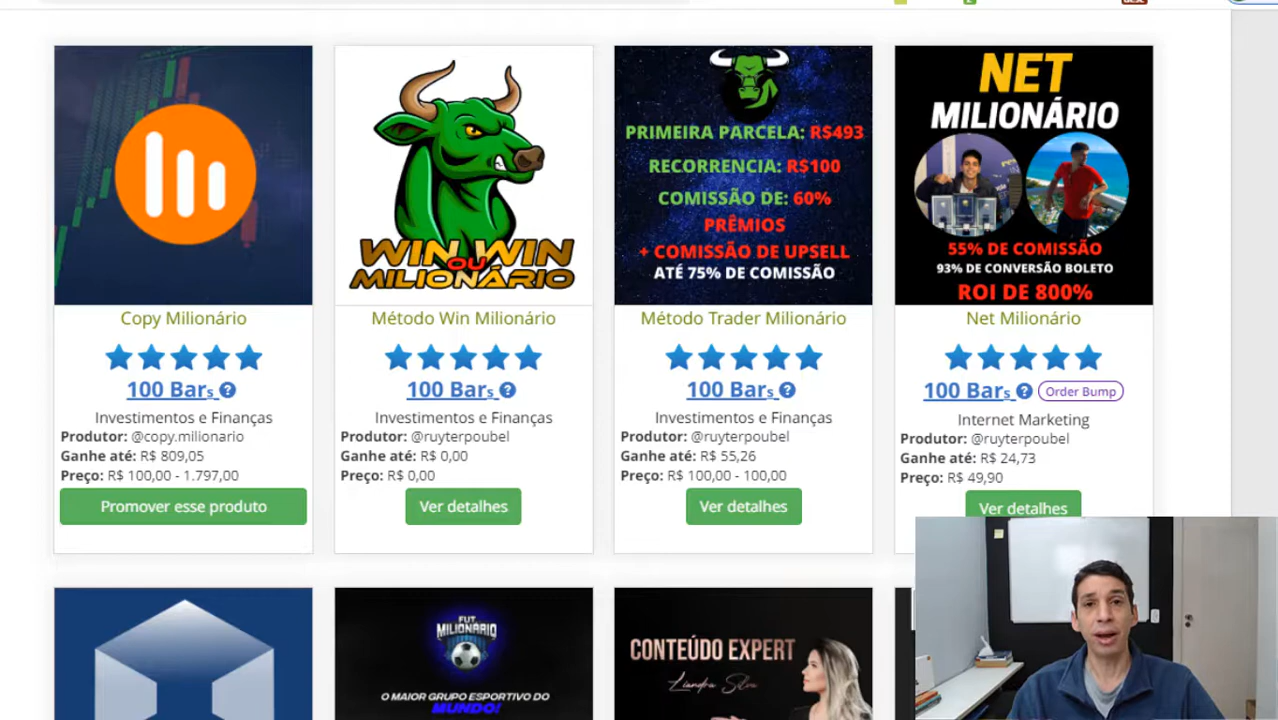 PRIMEIRA PARCELA: R$493
RECORRENCIA: R$100
COMISSÃO DE: 60%
PRÊMIOS
+ COMISSÃO DE UPSELL
ATÉ 75% DE COMISSÃO
NET
MILIONÁRIO
55% DE COMISSÃO
93% DE CONVERSÃO BOLETO
ROI DE 800%
WIN WIN
OU
MILIONÁRIO
Copy Milionário
100 Bars ?
Investimentos e Finanças
Produtor: @copy.milionario
Ganhe até: R$ 809,05
Preço: R$ 100,00 - 1.797,00
Promover esse produto
Método Win Milionário
100 Bars ?
Investimentos e Finanças
Produtor: @ruyterpoubel
Ganhe até: R$ 0,00
Preço: R$ 0,00
Ver detalhes
Método Trader Milionário
100 Bars ?
Investimentos e Finanças
Produtor: @ruyterpoubel
Ganhe até: R$ 55,26
Preço: R$ 100,00 - 100,00
Ver detalhes
Net Milionário
100 Bars ? Order Bump
Internet Marketing
Produtor: @ruyterpoubel
Ganhe até: R$ 24,73
Preço: R$ 49,90
Ver detalhes
FUT
MILIONÁRIO
O MAIOR GRUPO ESPORTIVO DO
MUNDO!
CONTEÚDO EXPERT
Liandra Silva